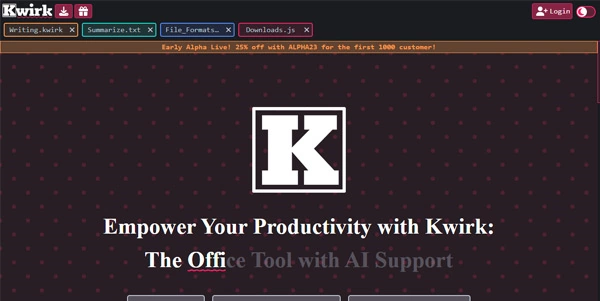 Kwirk
Login
Writing.kwirk
Summarize.txt
File_Formats…
Downloads.js
Early Alpha Live! 25% off with ALPHA23 for the first 1000 customer!
K
Empower Your Productivity with Kwirk:
The Office Tool with AI Support